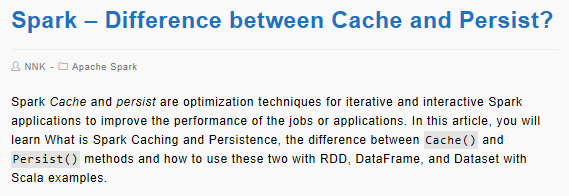 Spark – Difference between Cache and Persist?
NNK - Apache Spark
Spark Cache and persist are optimization techniques for iterative and interactive Spark
applications to improve the performance of the jobs or applications. In this article, you will
learn What is Spark Caching and Persistence, the difference between Cache() and
Persist() methods and how to use these two with RDD, DataFrame, and Dataset with
Scala examples.